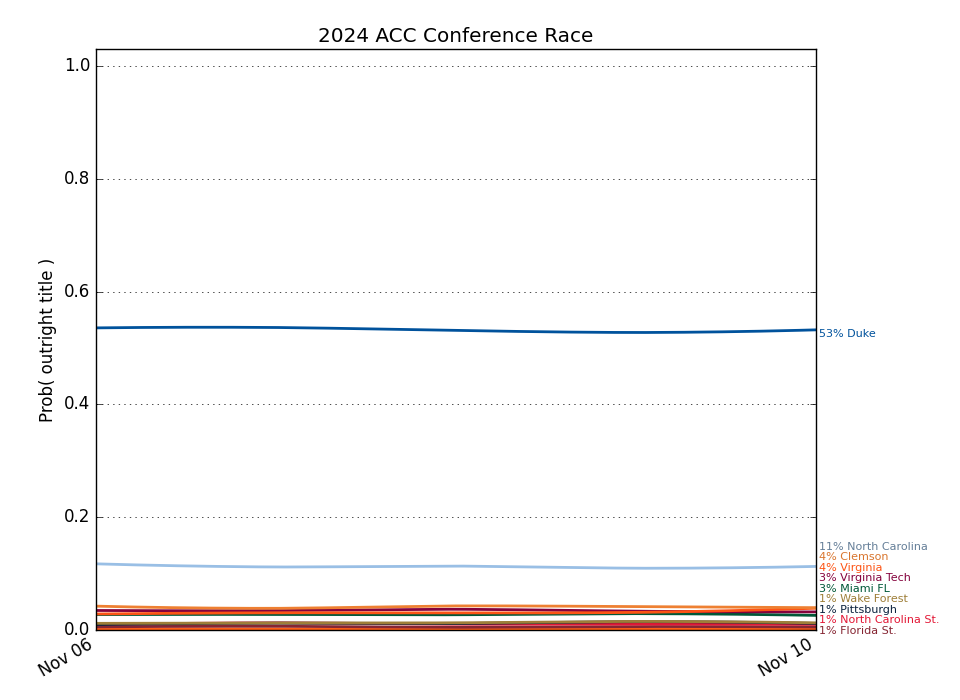 2024 ACC Conference Race
1.0
0.8
0.6
0.4
0.2
0.0
Prob( outright title )
53% Duke
11% North Carolina
4% Clemson
4% Virginia
3% Virginia Tech
3% Miami FL
1% Wake Forest
1% Pittsburgh
1% North Carolina St.
1% Florida St.
Nov 06
Nov 10